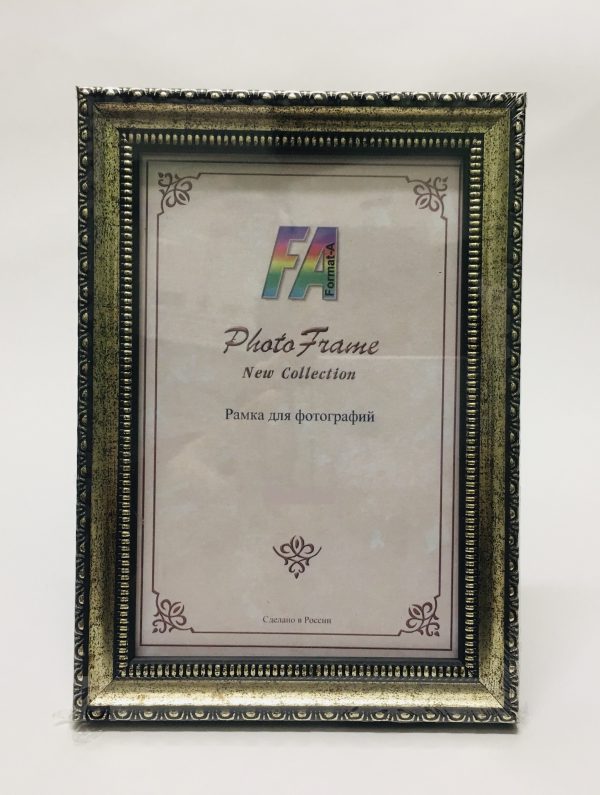 FA
Format-A
Photo Frame
New Collection
Рамка для фотографий
Сделано в России